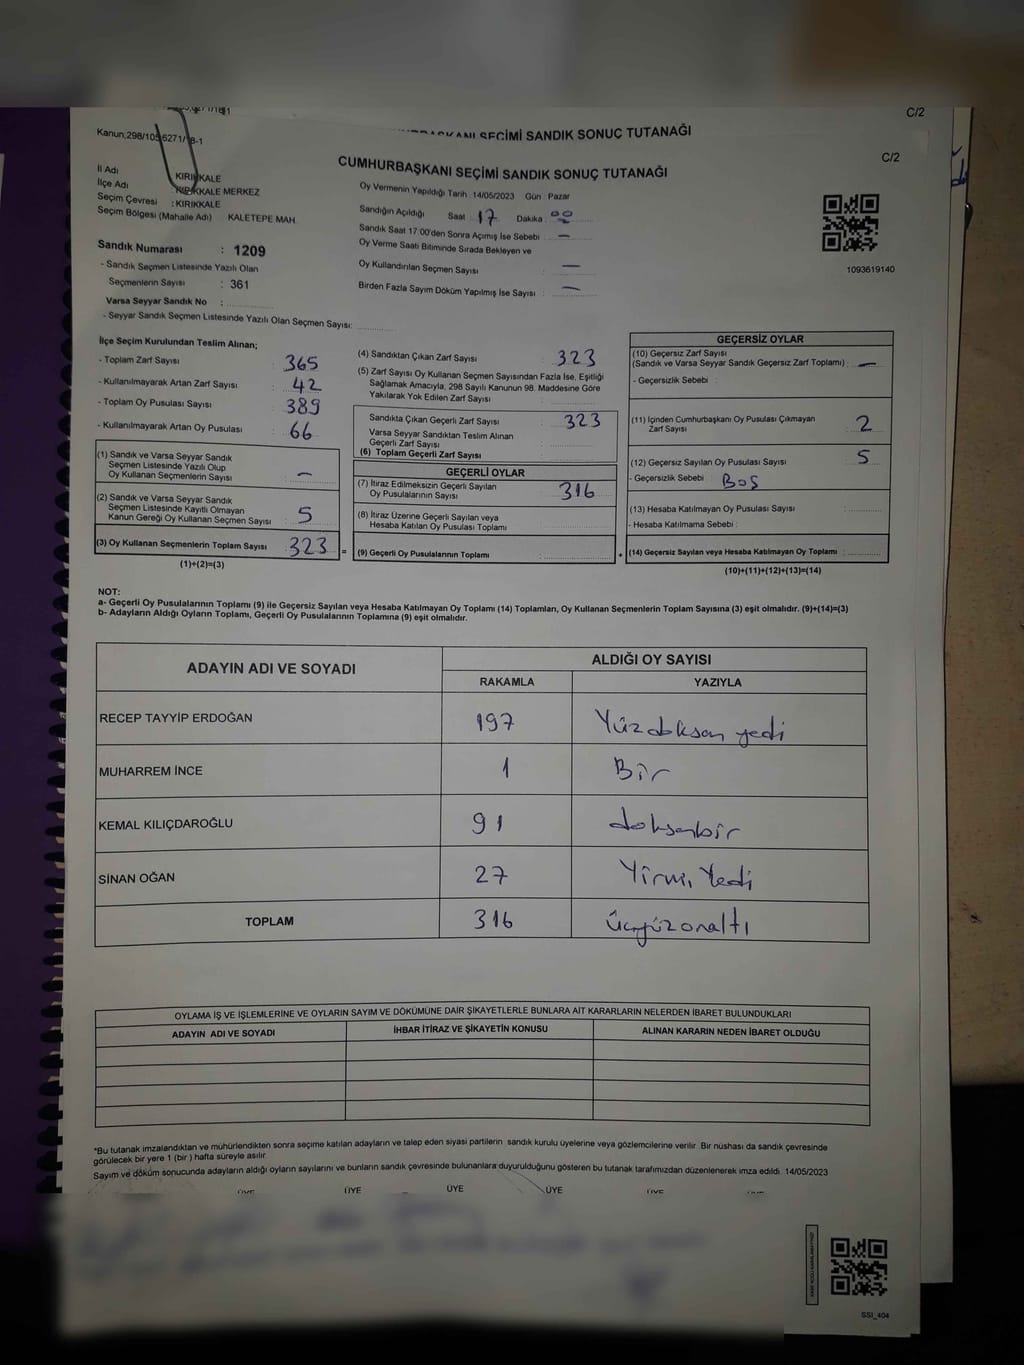 C/2
CUMHURBAŞKANI SEÇİMİ SANDIK SONUÇ TUTANAĞI
CUMHURBAŞKANI SEÇİMİ SANDIK SONUÇ TUTANAĞI
C/2
İl Adı KIRIKKALE
İlçe Adı KIRIKKALE MERKEZ
Seçim Çevresi : KIRIKKALE
Seçim Bölgesi (Mahalle Adı) KALETEPE MAH.
Sandık Numarası : 1209
- Sandık Seçmen Listesinde Yazılı Olan
Seçmenlerin Sayısı : 361
Varsa Seyyar Sandık No :
- Seyyar Sandık Seçmen Listesinde Yazılı Olan Seçmen Sayısı:
Oy Vermenin Yapıldığı Tarih : 14/05/2023 Gün : Pazar
Sandığın Açıldığı Saat : 17 Dakika : 00
Sandık Saat 17:00'den Sonra Açımış İse Sebebi : —
Oy Verme Saati Bitiminde Sırada Bekleyen ve
Oy Kullandırılan Seçmen Sayısı : —
Birden Fazla Sayım Döküm Yapılmış İse Sayısı : —
1093619140
İlçe Seçim Kurulundan Teslim Alınan;
- Toplam Zarf Sayısı : 365
- Kullanılmayarak Artan Zarf Sayısı : 42
- Toplam Oy Pusulası Sayısı : 389
- Kullanılmayarak Artan Oy Pusulası : 66
(1) Sandık ve Varsa Seyyar Sandık
Seçmen Listesinde Yazılı Olup
Oy Kullanan Seçmenlerin Sayısı : —
(2) Sandık ve Varsa Seyyar Sandık
Seçmen Listesinde Kayıtlı Olmayan
Kanun Gereği Oy Kullanan Seçmen Sayısı : 5
(3) Oy Kullanan Seçmenlerin Toplam Sayısı : 323
(1)+(2)=(3)
(4) Sandıktan Çıkan Zarf Sayısı : 323
(5) Zarf Sayısı Oy Kullanan Seçmen Sayısından Fazla İse, Eşitliği
Sağlamak Amacıyla, 298 Sayılı Kanunun 98. Maddesine Göre
Yakılarak Yok Edilen Zarf Sayısı :
Sandıkta Çıkan Geçerli Zarf Sayısı : 323
Varsa Seyyar Sandıktan Teslim Alınan
Geçerli Zarf Sayısı
(6) Toplam Geçerli Zarf Sayısı :
GEÇERLİ OYLAR
(7) İtiraz Edilmeksizin Geçerli Sayılan
Oy Pusulalarının Sayısı : 316
(8) İtiraz Üzerine Geçerli Sayılan veya
Hesaba Katılan Oy Pusulası Toplamı :
= (9) Geçerli Oy Pusulalarının Toplamı :
GEÇERSİZ OYLAR
(10) Geçersiz Zarf Sayısı
(Sandık ve Varsa Seyyar Sandık Geçersiz Zarf Toplamı) : —
- Geçersizlik Sebebi :
(11) İçinden Cumhurbaşkanı Oy Pusulası Çıkmayan
Zarf Sayısı : 2
(12) Geçersiz Sayılan Oy Pusulası Sayısı : 5
- Geçersizlik Sebebi : BOŞ
(13) Hesaba Katılmayan Oy Pusulası Sayısı :
- Hesaba Katılmama Sebebi :
+ (14) Geçersiz Sayılan veya Hesaba Katılmayan Oy Toplamı :
(10)+(11)+(12)+(13)=(14)
NOT:
a- Geçerli Oy Pusulalarının Toplamı (9) ile Geçersiz Sayılan veya Hesaba Katılmayan Oy Toplamı (14) Toplamları, Oy Kullanan Seçmenlerin Toplam Sayısına (3) eşit olmalıdır. (9)+(14)=(3)
b- Adayların Aldığı Oyların Toplamı, Geçerli Oy Pusulalarının Toplamına (9) eşit olmalıdır.
ADAYIN ADI VE SOYADI
ALDIĞI OY SAYISI
RAKAMLA YAZIYLA
RECEP TAYYİP ERDOĞAN 197 Yüzdoksan yedi
MUHARREM İNCE 1 Bir
KEMAL KILIÇDAROĞLU 91 doksanbir
SİNAN OĞAN 27 Yirmi Yedi
TOPLAM 316 üçyüzonaltı
OYLAMA İŞ VE İŞLEMLERİNE VE OYLARIN SAYIM VE DÖKÜMÜNE DAİR ŞİKAYETLERLE BUNLARA AİT KARARLARIN NELERDEN İBARET BULUNDUKLARI
ADAYIN ADI VE SOYADI İHBAR İTİRAZ VE ŞİKAYETİN KONUSU ALINAN KARARIN NEDEN İBARET OLDUĞU
*Bu tutanak imzalandıktan ve mühürlendikten sonra seçime katılan adayların ve talep eden siyasi partilerin sandık kurulu üyelerine veya gözlemcilerine verilir. Bir nüshası da sandık çevresinde
görülecek bir yere 1 (bir) hafta süreyle asılır.
Sayım ve döküm sonucunda adayların aldığı oyların sayılarını ve bunların sandık çevresinde bulunanlara duyurulduğunu gösteren bu tutanak tarafımızdan düzenlenerek imza edildi. 14/05/2023
ÜYE ÜYE ÜYE ÜYE ÜYE
SSI_404